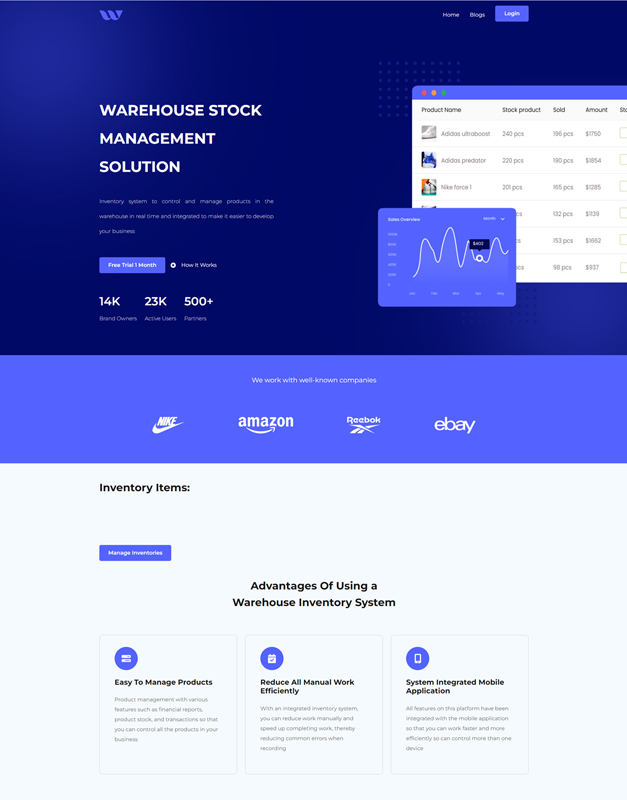 Home Blogs Login
WAREHOUSE STOCK
MANAGEMENT
SOLUTION
Inventory system to control and manage products in the
warehouse in real time and integrated to make it easier to develop
your business
Free Trial 1 Month How It Works
14K 23K 500+
Brand Owners Active Users Partners
Product Name Stock product Sold Amount
Adidas ultraboost 240 pcs 196 pcs $1750
Adidas predator 220 pcs 190 pcs $1854
Nike force 1 201 pcs 165 pcs $1285
pcs 132 pcs $1139
pcs 153 pcs $1662
pcs 98 pcs $937
Sales Overview Month
$402
We work with well-known companies
NIKE amazon Reebok ebay
Inventory Items:
Manage Inventories
Advantages Of Using a
Warehouse Inventory System
Easy To Manage Products
Product management with various
features such as financial reports,
product stock, and transactions so that
you can control all the products in your
business
Reduce All Manual Work
Efficiently
With an integrated inventory system,
you can reduce work manually and
speed up completing work, thereby
reducing common errors when
recording
System Integrated Mobile
Application
All features on this platform have been
integrated with the mobile application
so that you can work faster and more
efficiently so can control more than one
device